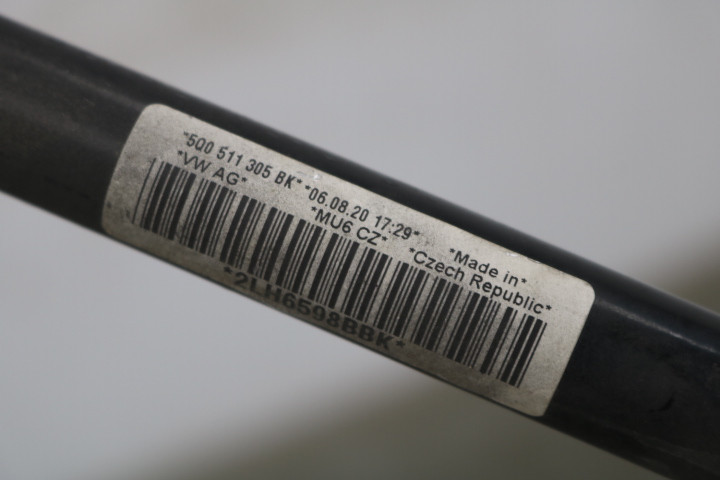 *5Q0 511 305 BK* *06.08.20 17:29* *Made in*
*VW AG* *MU6 CZ* *Czech Republic*
*2LH6598BBK*